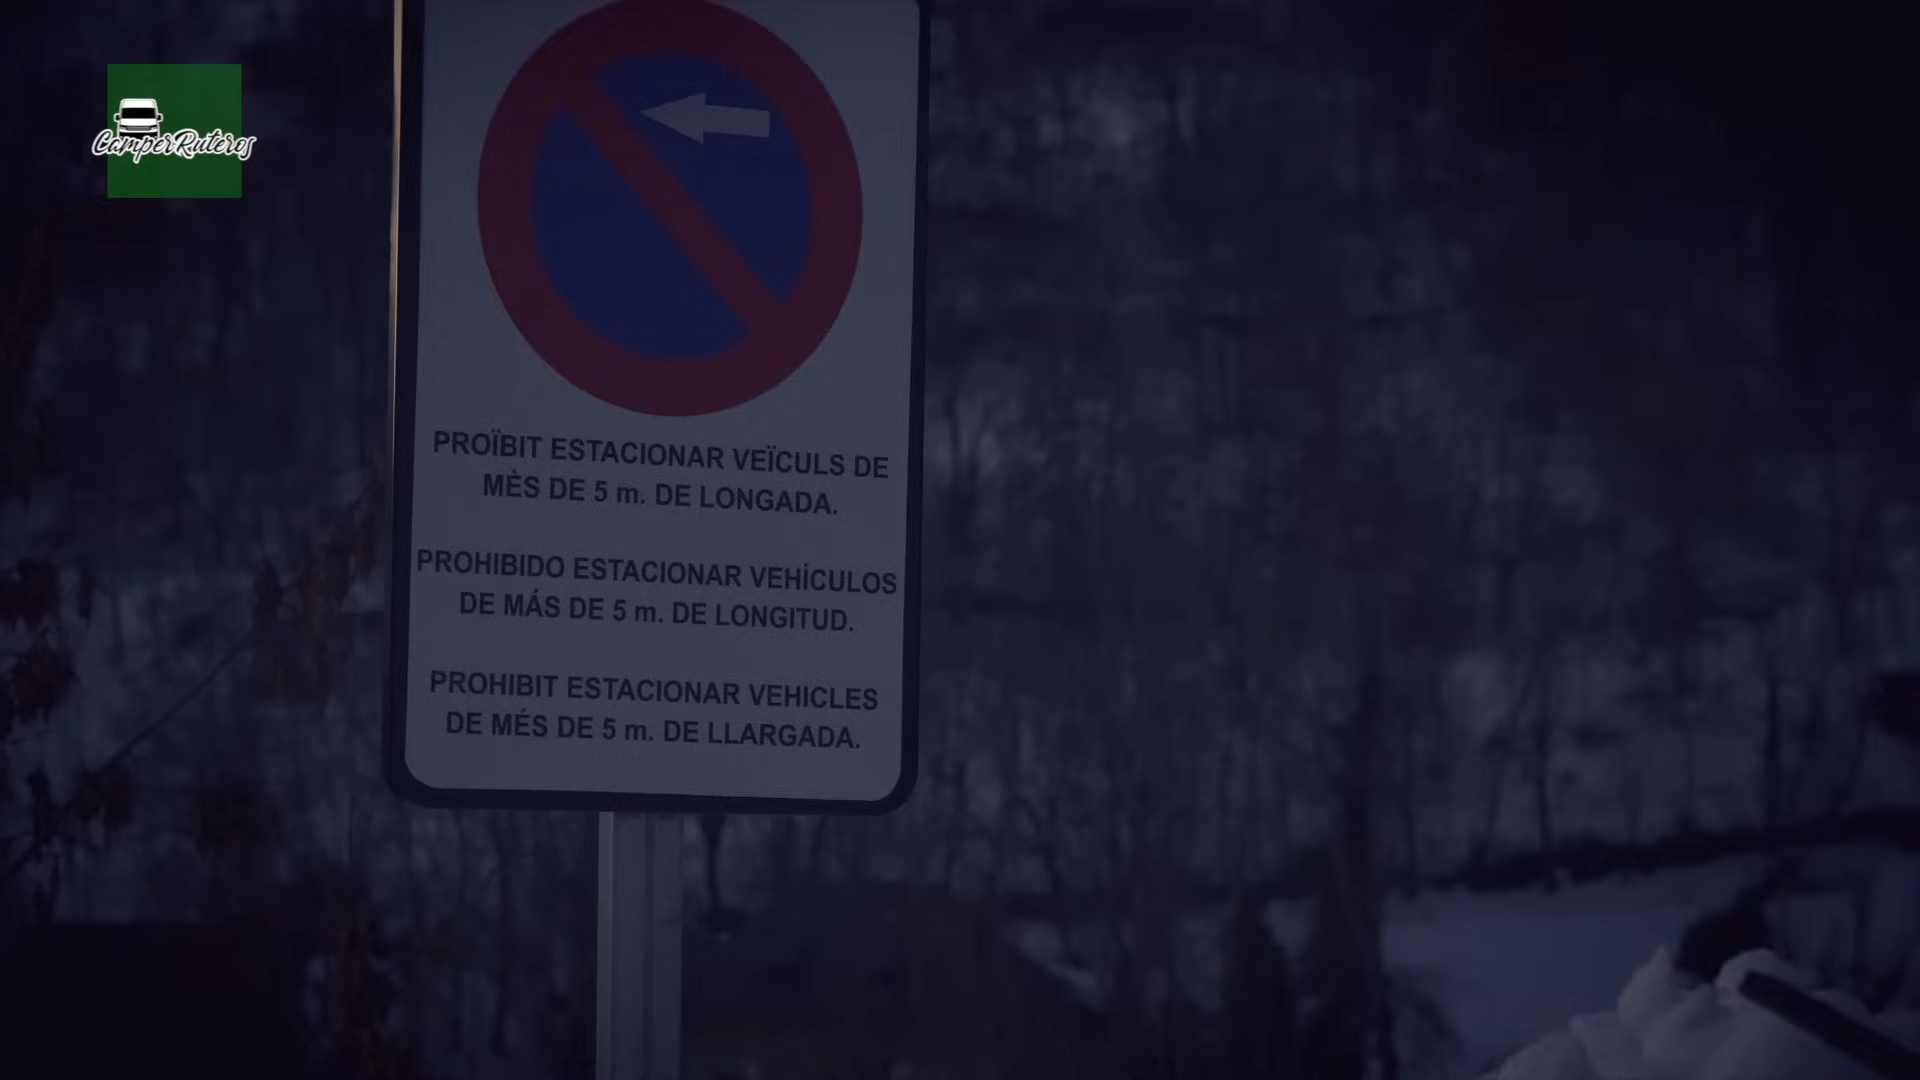 CamperRuteros
PROÏBIT ESTACIONAR VEÏCULS DE
MÈS DE 5 m. DE LONGADA.
PROHIBIDO ESTACIONAR VEHÍCULOS
DE MÁS DE 5 m. DE LONGITUD.
PROHIBIT ESTACIONAR VEHICLES
DE MÉS DE 5 m. DE LLARGADA.